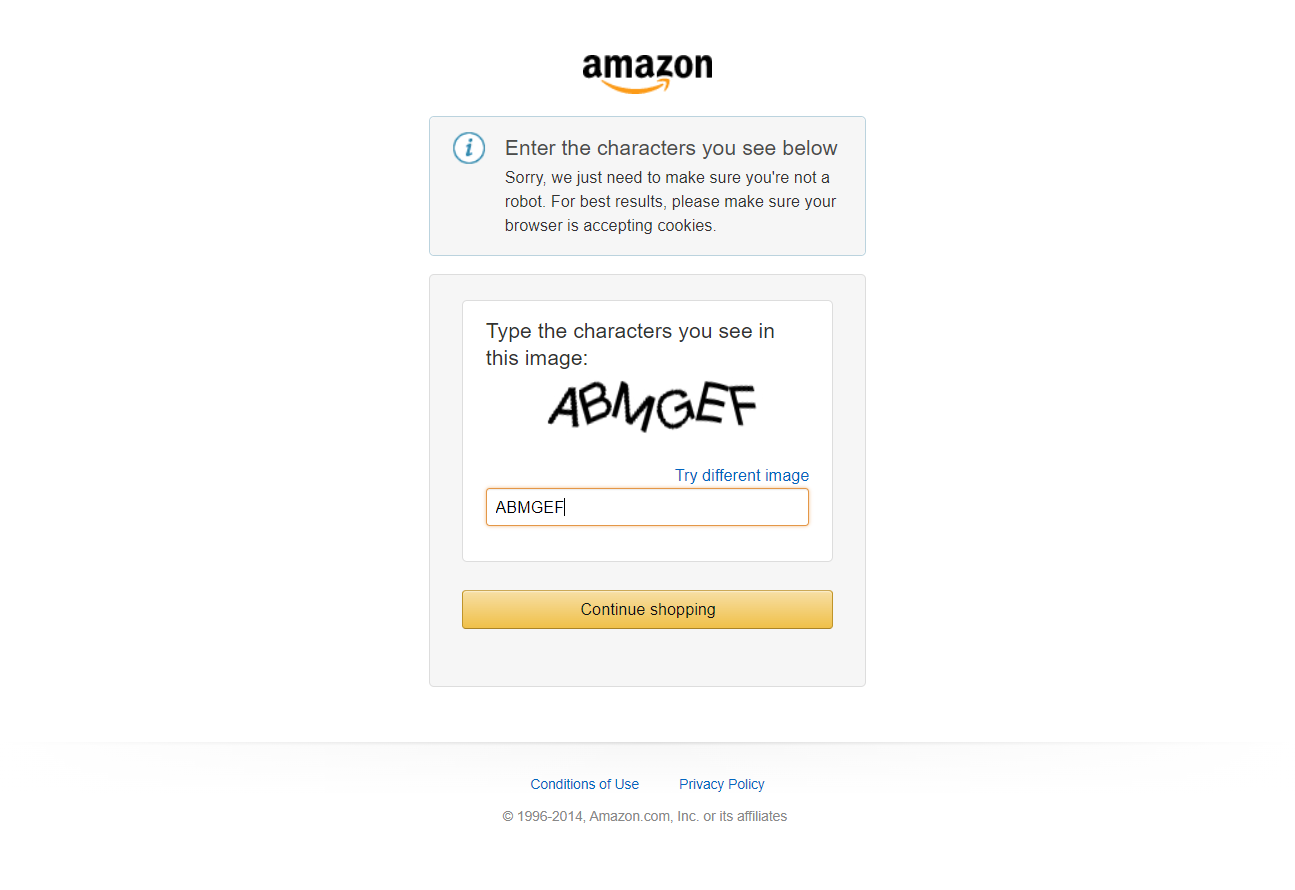 amazon
Enter the characters you see below
Sorry, we just need to make sure you're not a
robot. For best results, please make sure your
browser is accepting cookies.
Type the characters you see in
this image:
ABMGEF
Try different image
ABMGEF
Continue shopping
Conditions of Use Privacy Policy
© 1996-2014, Amazon.com, Inc. or its affiliates